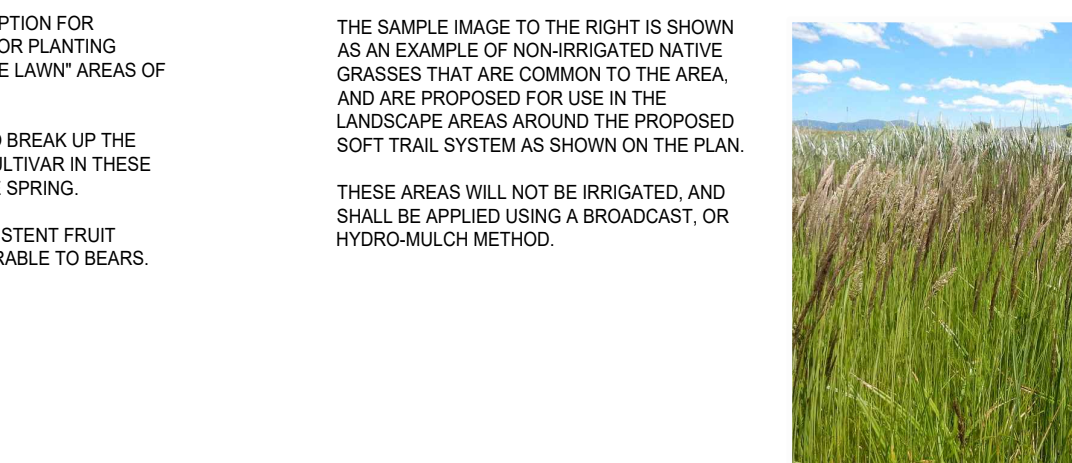 PTION FOR
OR PLANTING
E LAWN" AREAS OF
BREAK UP THE
ULTIVAR IN THESE
SPRING.
STENT FRUIT
RABLE TO BEARS.
THE SAMPLE IMAGE TO THE RIGHT IS SHOWN
AS AN EXAMPLE OF NON-IRRIGATED NATIVE
GRASSES THAT ARE COMMON TO THE AREA,
AND ARE PROPOSED FOR USE IN THE
LANDSCAPE AREAS AROUND THE PROPOSED
SOFT TRAIL SYSTEM AS SHOWN ON THE PLAN.
THESE AREAS WILL NOT BE IRRIGATED, AND
SHALL BE APPLIED USING A BROADCAST, OR
HYDRO-MULCH METHOD.